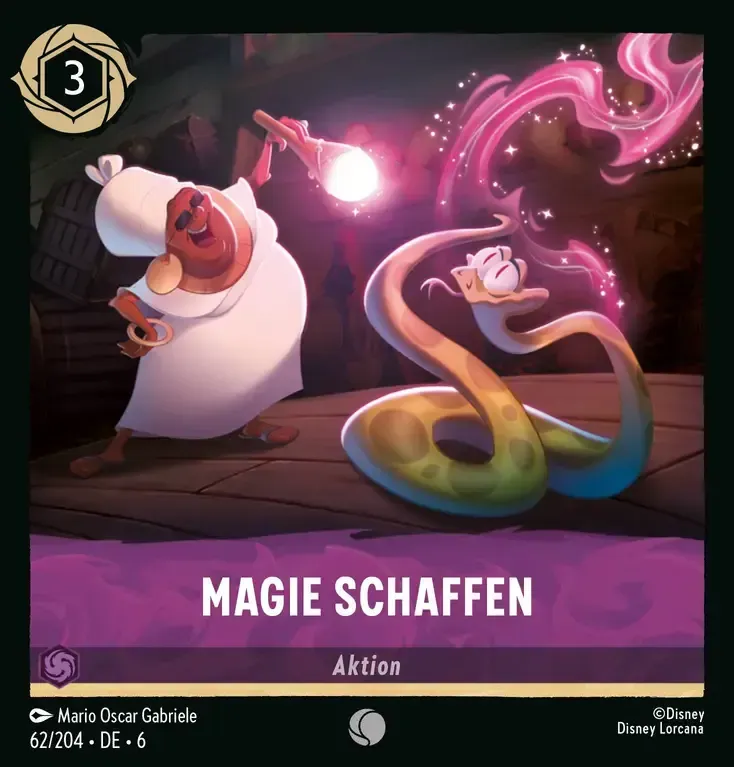 3
MAGIE SCHAFFEN
Aktion
Mario Oscar Gabriele
62/204 • DE • 6
©Disney
Disney Lorcana